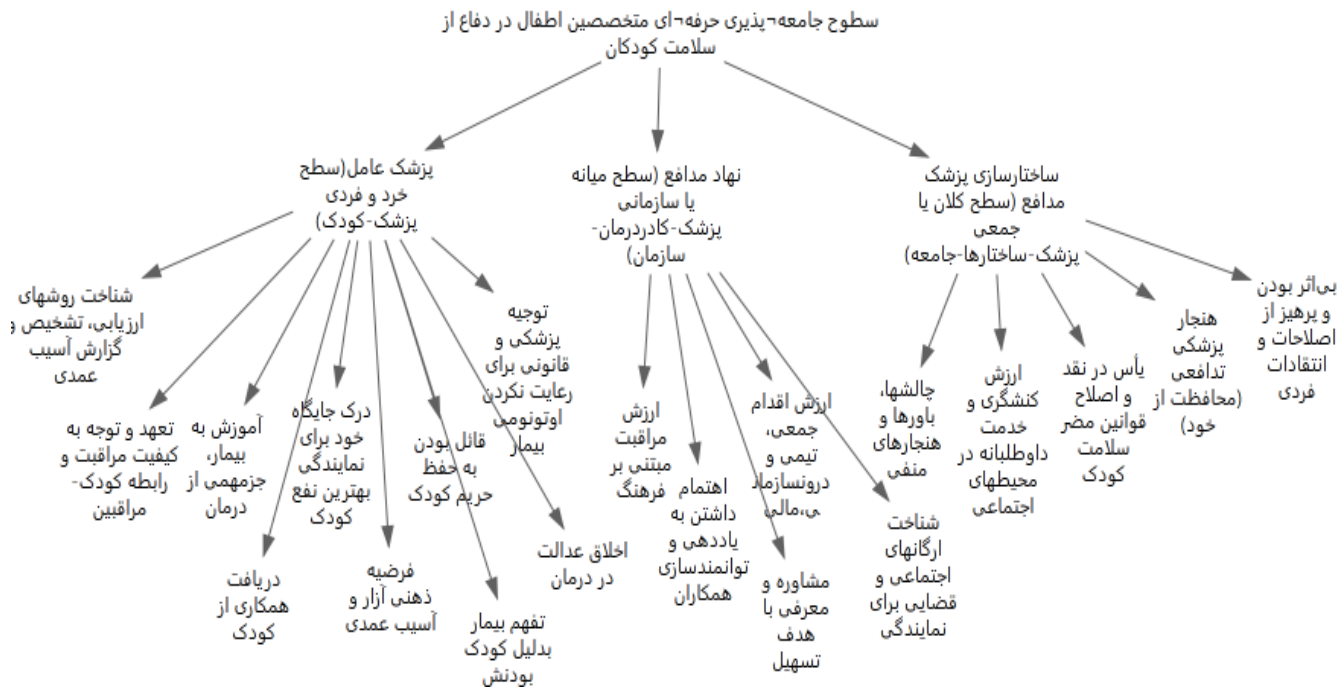 سطوح جامعه¬پذیری حرفه¬ای متخصصین اطفال در دفاع از
سلامت کودکان
ساختارسازی پزشک
مدافع (سطح کلان یا
جمعی
پزشک-ساختارها-جامعه)
نهاد مدافع (سطح میانه
یا سازمانی
پزشک-کادردرمان-
سازمان)
پزشک عامل(سطح
خرد و فردی
پزشک-کودک)
بی‌اثر بودن
و پرهیز از
اصلاحات و
انتقادات
فردی
هنجار
پزشکی
تدافعی
(محافظت از
خود)
یأس در نقد
و اصلاح
قوانین مضر
سلامت
کودک
ارزش
کنشگری و
خدمت
داوطلبانه در
محیطهای
اجتماعی
چالشها،
باورها و
هنجارهای
منفی
شناخت
ارگانهای
اجتماعی و
قضایی برای
نمایندگی
ارزش اقدام
جمعی،
تیمی و
درونسازماند
ی،مالی
مشاوره و
معرفی با
هدف
تسهیل
اهتمام
داشتن به
یاددهی و
توانمندسازی
همکاران
ارزش
مراقبت
مبتنی بر
فرهنگ
توجیه
پزشکی و
قانونی برای
رعایت نکردن
اوتونومی
بیمار
اخلاق عدالت
در درمان
قائل بودن
به حفظ
حریم کودک
تفهم بیمار
بدلیل کودک
بودنش
فرضیه
ذهنی آزار و
آسیب عمدی
درک جایگاه
خود برای
نمایندگی
بهترین نفع
کودک
دریافت
همکاری از
کودک
آموزش به
بیمار،
جزمهمی از
درمان
تعهد و توجه به
کیفیت مراقبت و
رابطه کودک-
مراقبین
شناخت روشهای
ارزیابی، تشخیص و
گزارش آسیب
عمدی